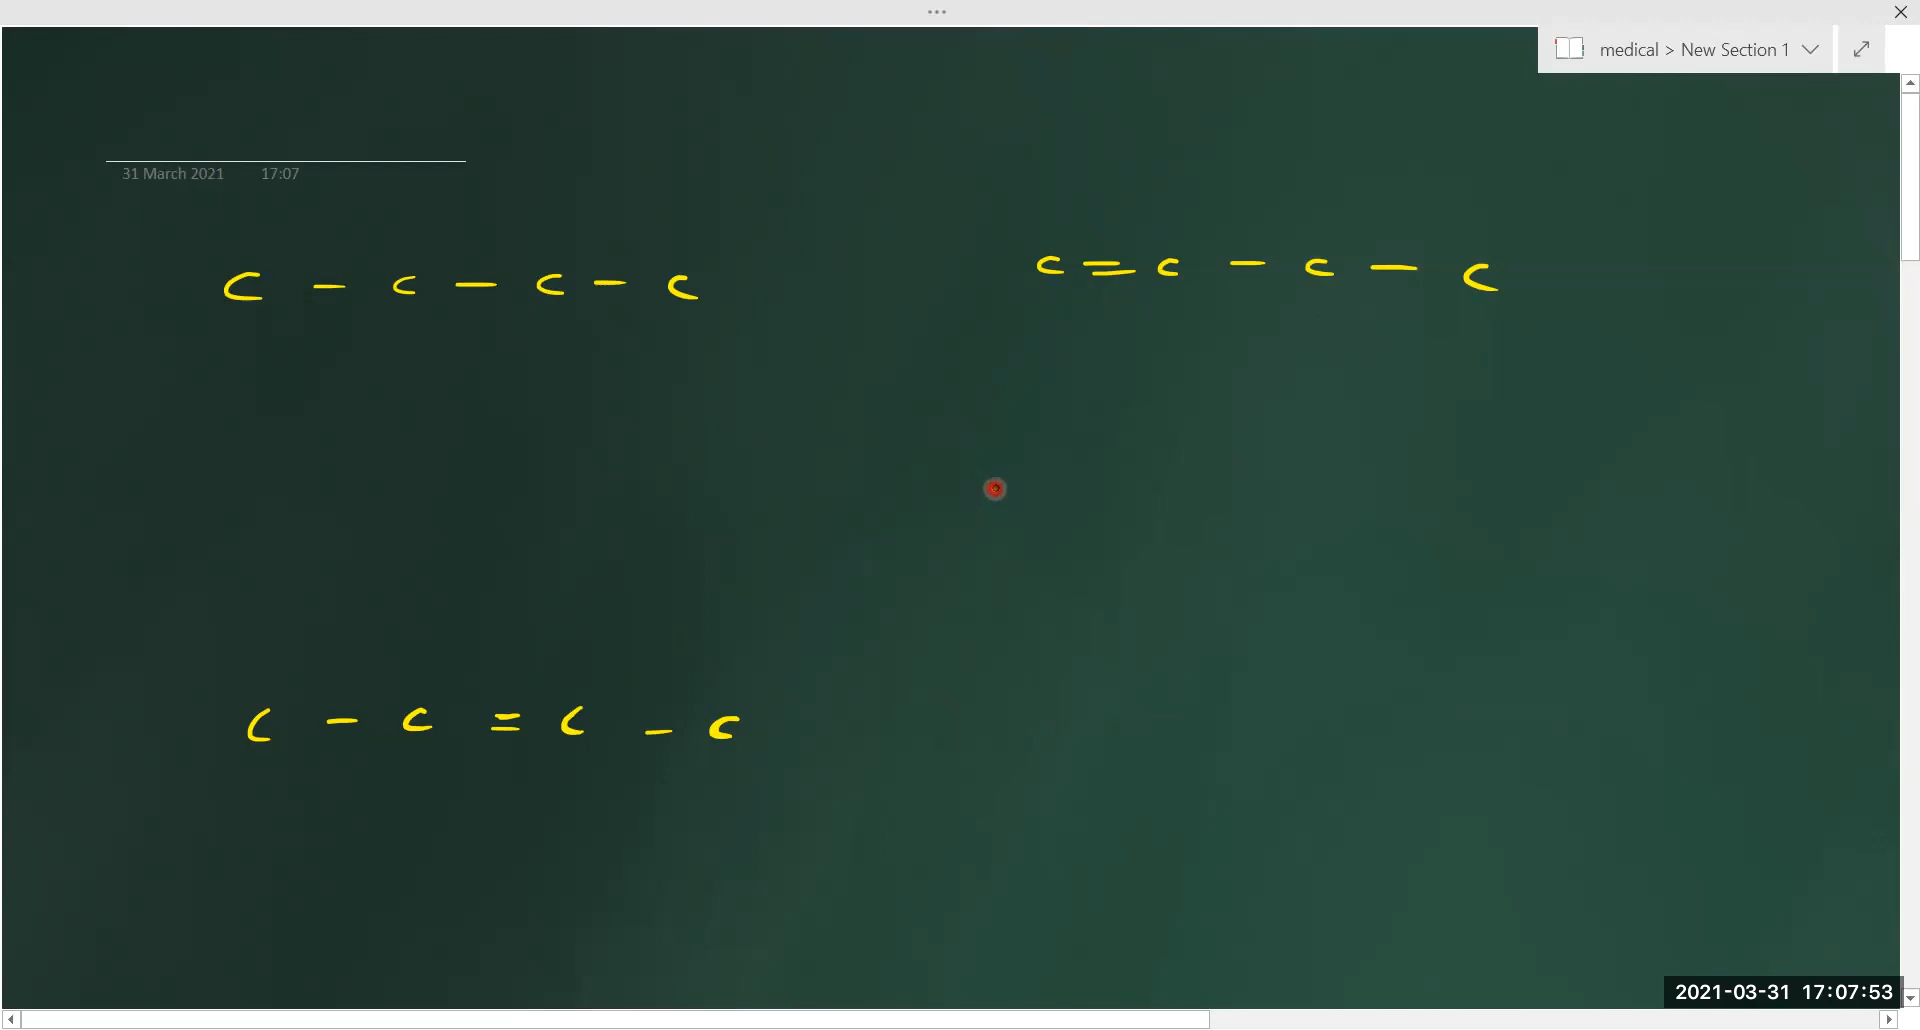 medical > New Section 1
31 March 2021 17:07
C - c - c - c
c = c - c - c
c - c = c - c
2021-03-31 17:07:53